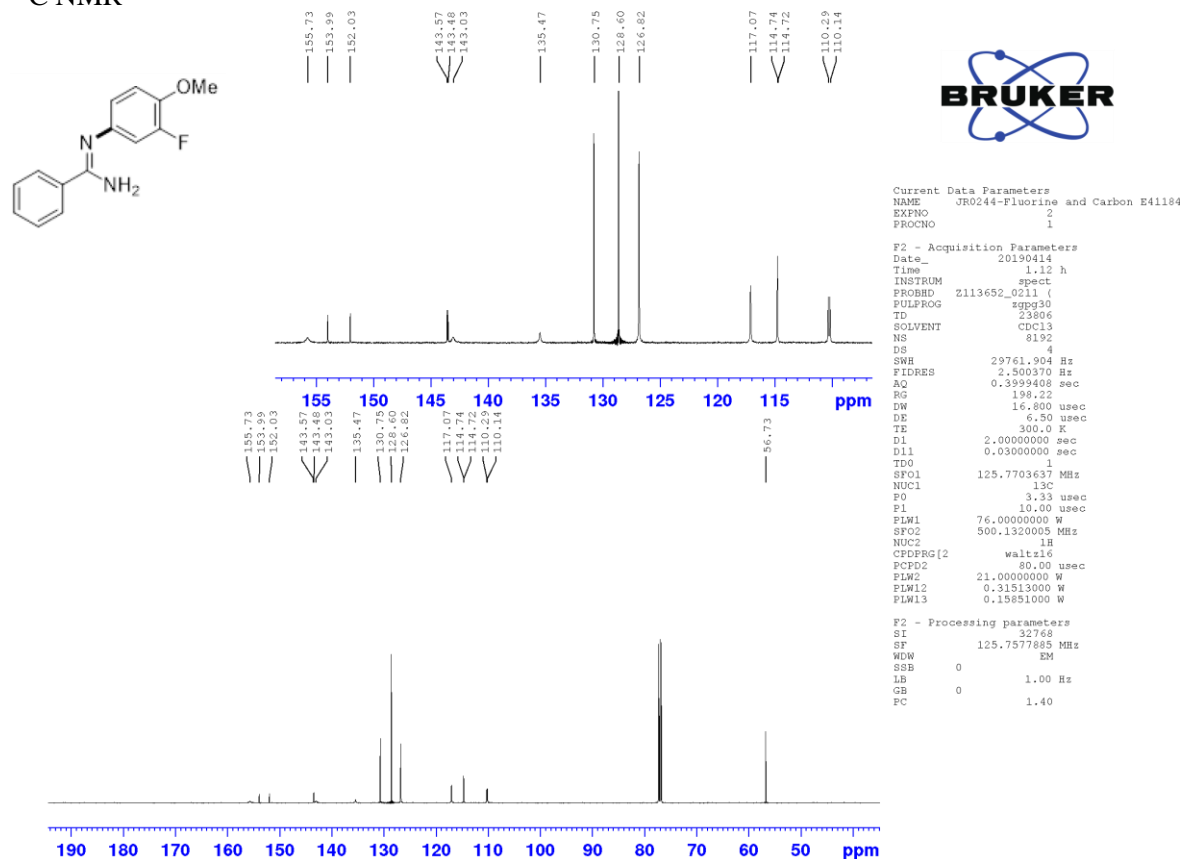 C NMR
155.73
153.99
152.03
143.57
143.48
143.03
135.47
130.75
128.60
126.82
117.07
114.74
114.72
110.29
110.14
OMe
F
N
NH2
155 150 145 140 135 130 125 120 115 ppm
155.73
153.99
152.03
143.57
143.48
143.03
135.47
130.75
128.60
126.82
117.07
114.74
114.72
110.29
110.14
56.73
190 180 170 160 150 140 130 120 110 100 90 80 70 60 50 ppm
BRUKER
Current Data Parameters
NAME JR0244-Fluorine and Carbon E41184
EXPNO 2
PROCNO 1
F2 - Acquisition Parameters
Date_ 20190414
Time 1.12 h
INSTRUM spect
PROBHD Z113652_0211 (
PULPROG zgpg30
TD 23806
SOLVENT CDCl3
NS 8192
DS 4
SWH 29761.904 Hz
FIDRES 2.500370 Hz
AQ 0.3999408 sec
RG 198.22
DW 16.800 usec
DE 6.50 usec
TE 300.0 K
D1 2.00000000 sec
D11 0.03000000 sec
TD0 1
SFO1 125.7703637 MHz
NUC1 13C
P0 3.33 usec
P1 10.00 usec
PLW1 76.00000000 W
SFO2 500.1320005 MHz
NUC2 1H
CPDPRG[2 waltz16
PCPD2 80.00 usec
PLW2 21.00000000 W
PLW12 0.31513000 W
PLW13 0.15851000 W
F2 - Processing parameters
SI 32768
SF 125.7577885 MHz
WDW EM
SSB 0
LB 1.00 Hz
GB 0
PC 1.40